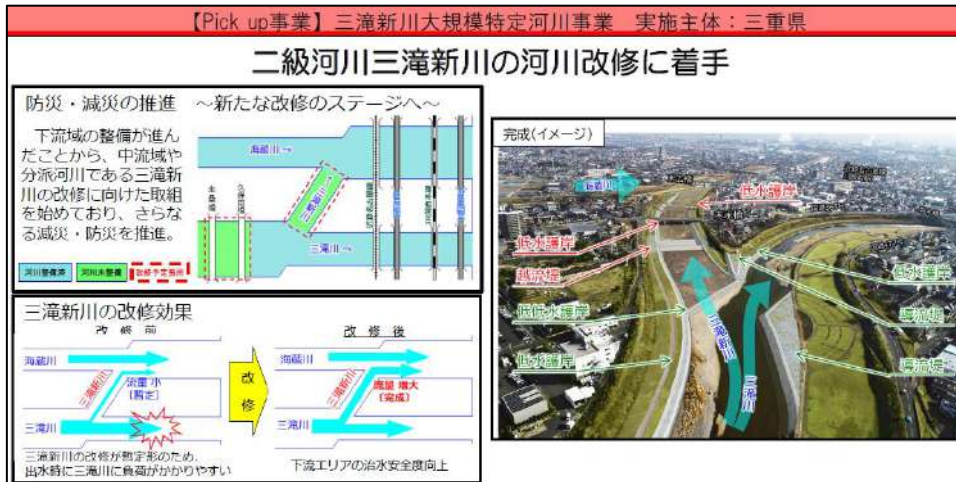 【Pick up事業】三滝新川大規模特定河川事業 実施主体：三重県
二級河川三滝新川の河川改修に着手
防災・減災の推進 ～新たな改修のステージへ～
下流域の整備が進ん
だことから、中流域や
分派河川である三滝新
川の改修に向けた取組
を始めており、さらな
る減災・防災を推進。
海蔵川→
三滝新川
三滝川→
河川整備済
河川未整備
改修予定箇所
三滝新川の改修効果
改修前
海蔵川
三滝新川
流量 小
［暫定］
三滝川
三滝新川の改修が暫定形のため、
出水時に三滝川に負荷がかかりやすい
改
修
改修後
海蔵川
三滝新川
流量 増大
［完成］
三滝川
下流エリアの治水安全度向上
完成(イメージ)
海蔵川
低水護岸
低水護岸
越流堤
低低水護岸
低水護岸
低水護岸
導流堤
導流堤
三滝新川
三滝川